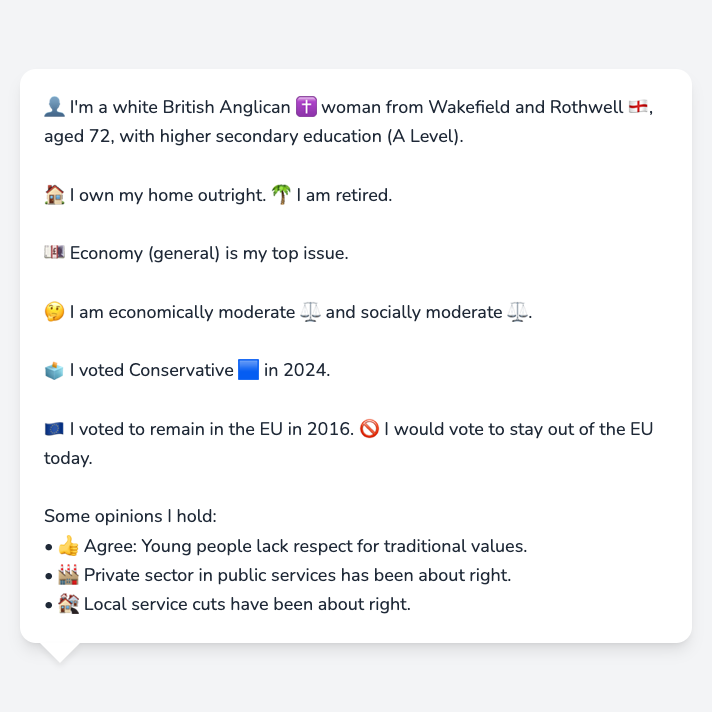 👤 I'm a white British Anglican ✝️ woman from Wakefield and Rothwell 🏴󠁧󠁢󠁥󠁮󠁧󠁿,
aged 72, with higher secondary education (A Level).
🏠 I own my home outright. 🌴 I am retired.
💷 Economy (general) is my top issue.
🤔 I am economically moderate ⚖️ and socially moderate ⚖️.
🗳️ I voted Conservative 🟦 in 2024.
🇪🇺 I voted to remain in the EU in 2016. 🚫 I would vote to stay out of the EU
today.
Some opinions I hold:
• 👍 Agree: Young people lack respect for traditional values.
• 🏭 Private sector in public services has been about right.
• 🏚️ Local service cuts have been about right.